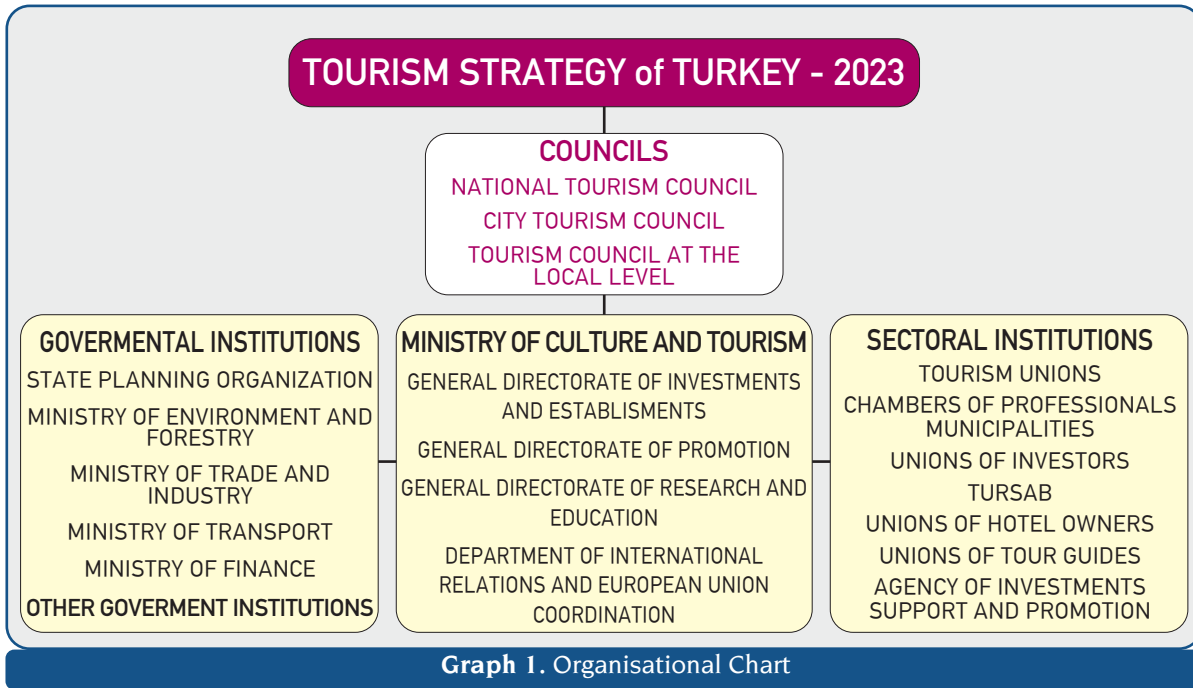 TOURISM STRATEGY of TURKEY - 2023
COUNCILS
NATIONAL TOURISM COUNCIL
CITY TOURISM COUNCIL
TOURISM COUNCIL AT THE
LOCAL LEVEL
GOVERMENTAL INSTITUTIONS
STATE PLANNING ORGANIZATION
MINISTRY OF ENVIRONMENT AND
FORESTRY
MINISTRY OF TRADE AND
INDUSTRY
MINISTRY OF TRANSPORT
MINISTRY OF FINANCE
OTHER GOVERMENT INSTITUTIONS
MINISTRY OF CULTURE AND TOURISM
GENERAL DIRECTORATE OF INVESTMENTS
AND ESTABLISMENTS
GENERAL DIRECTORATE OF PROMOTION
GENERAL DIRECTORATE OF RESEARCH AND
EDUCATION
DEPARTMENT OF INTERNATIONAL
RELATIONS AND EUROPEAN UNION
COORDINATION
SECTORAL INSTITUTIONS
TOURISM UNIONS
CHAMBERS OF PROFESSIONALS
MUNICIPALITIES
UNIONS OF INVESTORS
TURSAB
UNIONS OF HOTEL OWNERS
UNIONS OF TOUR GUIDES
AGENCY OF INVESTMENTS
SUPPORT AND PROMOTION
Graph 1. Organisational Chart